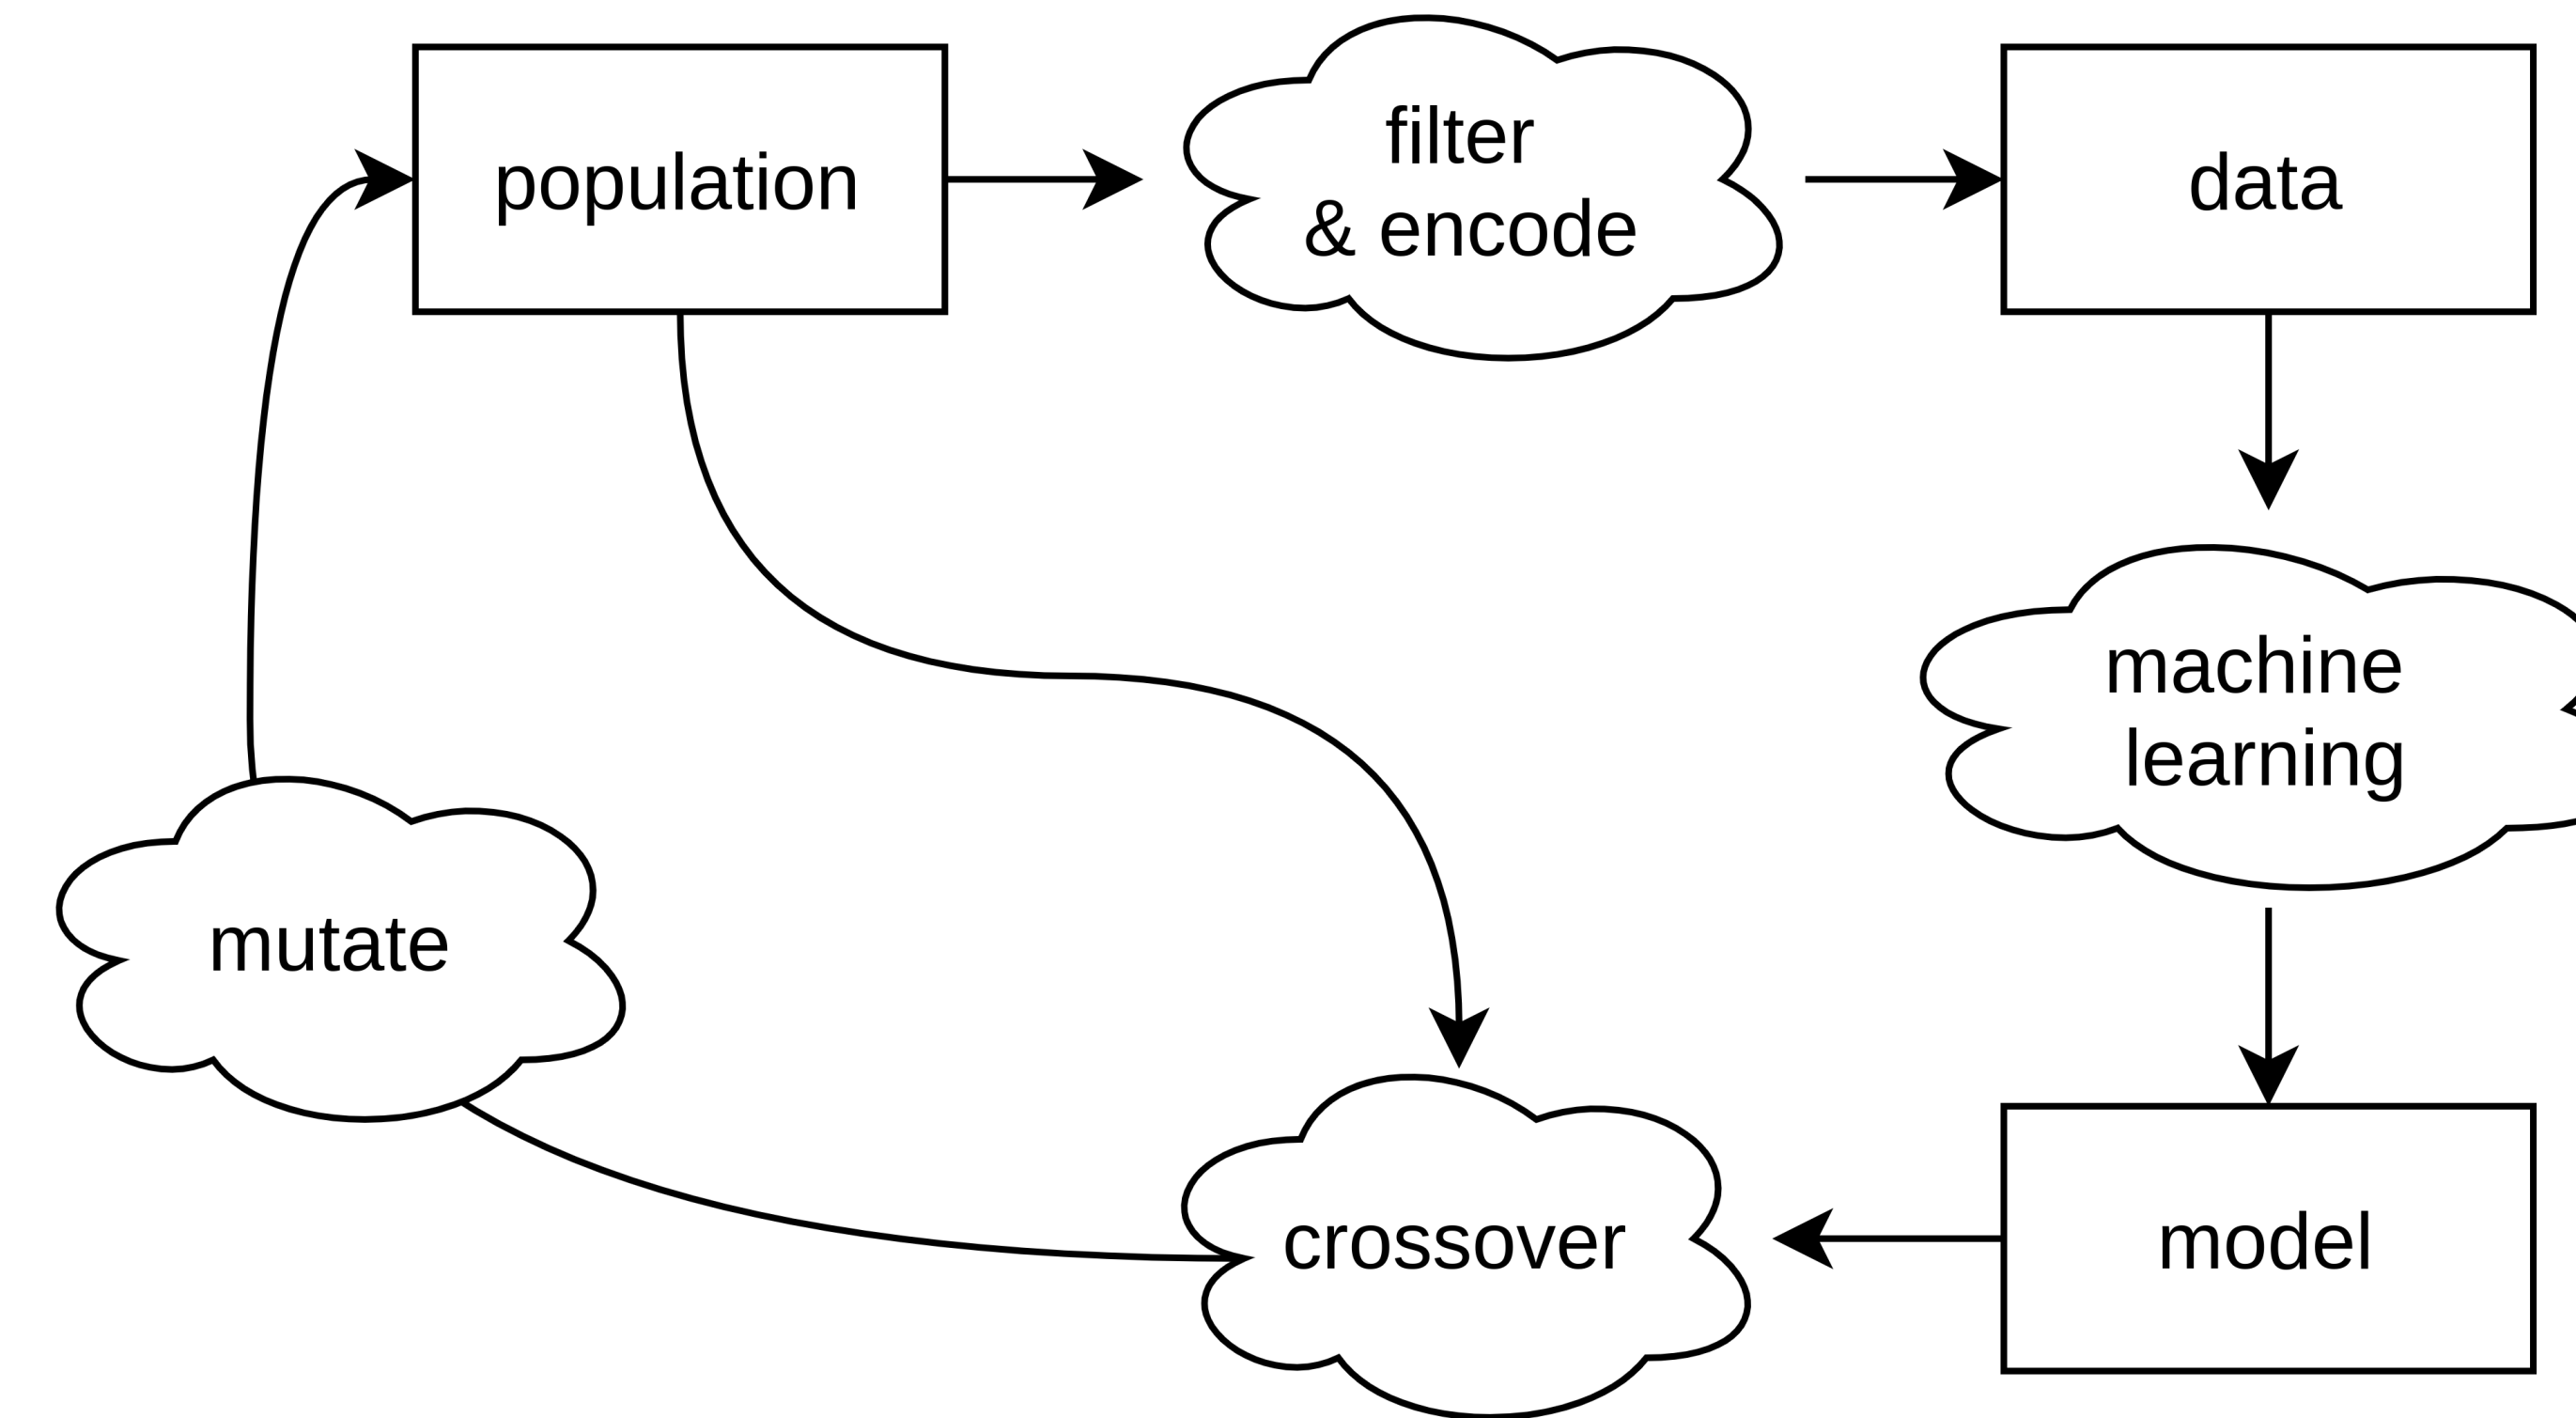 population
filter
& encode
data
machine
learning
mutate
crossover
model